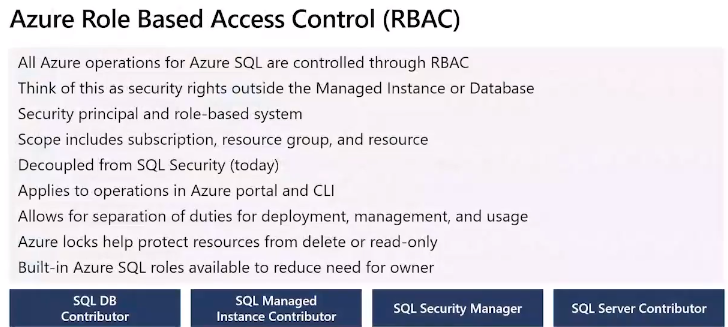 Azure Role Based Access Control (RBAC)
All Azure operations for Azure SQL are controlled through RBAC
Think of this as security rights outside the Managed Instance or Database
Security principal and role-based system
Scope includes subscription, resource group, and resource
Decoupled from SQL Security (today)
Applies to operations in Azure portal and CLI
Allows for separation of duties for deployment, management, and usage
Azure locks help protect resources from delete or read-only
Built-in Azure SQL roles available to reduce need for owner
SQL DB
Contributor
SQL Managed
Instance Contributor
SQL Security Manager
SQL Server Contributor